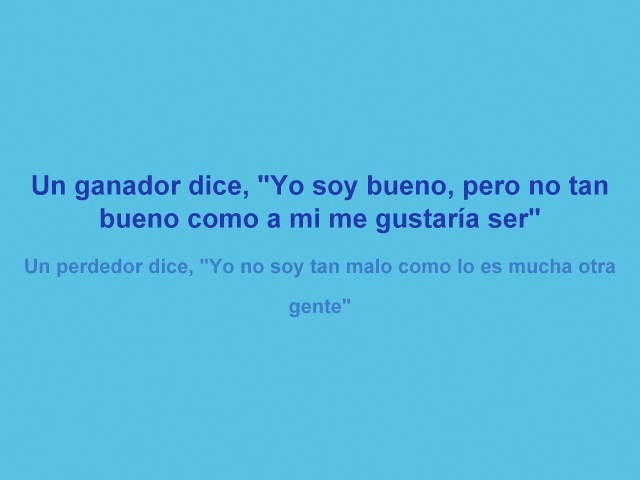 Un ganador dice, "Yo soy bueno, pero no tan
bueno como a mi me gustaría ser"
Un perdedor dice, "Yo no soy tan malo como lo es mucha otra
gente"